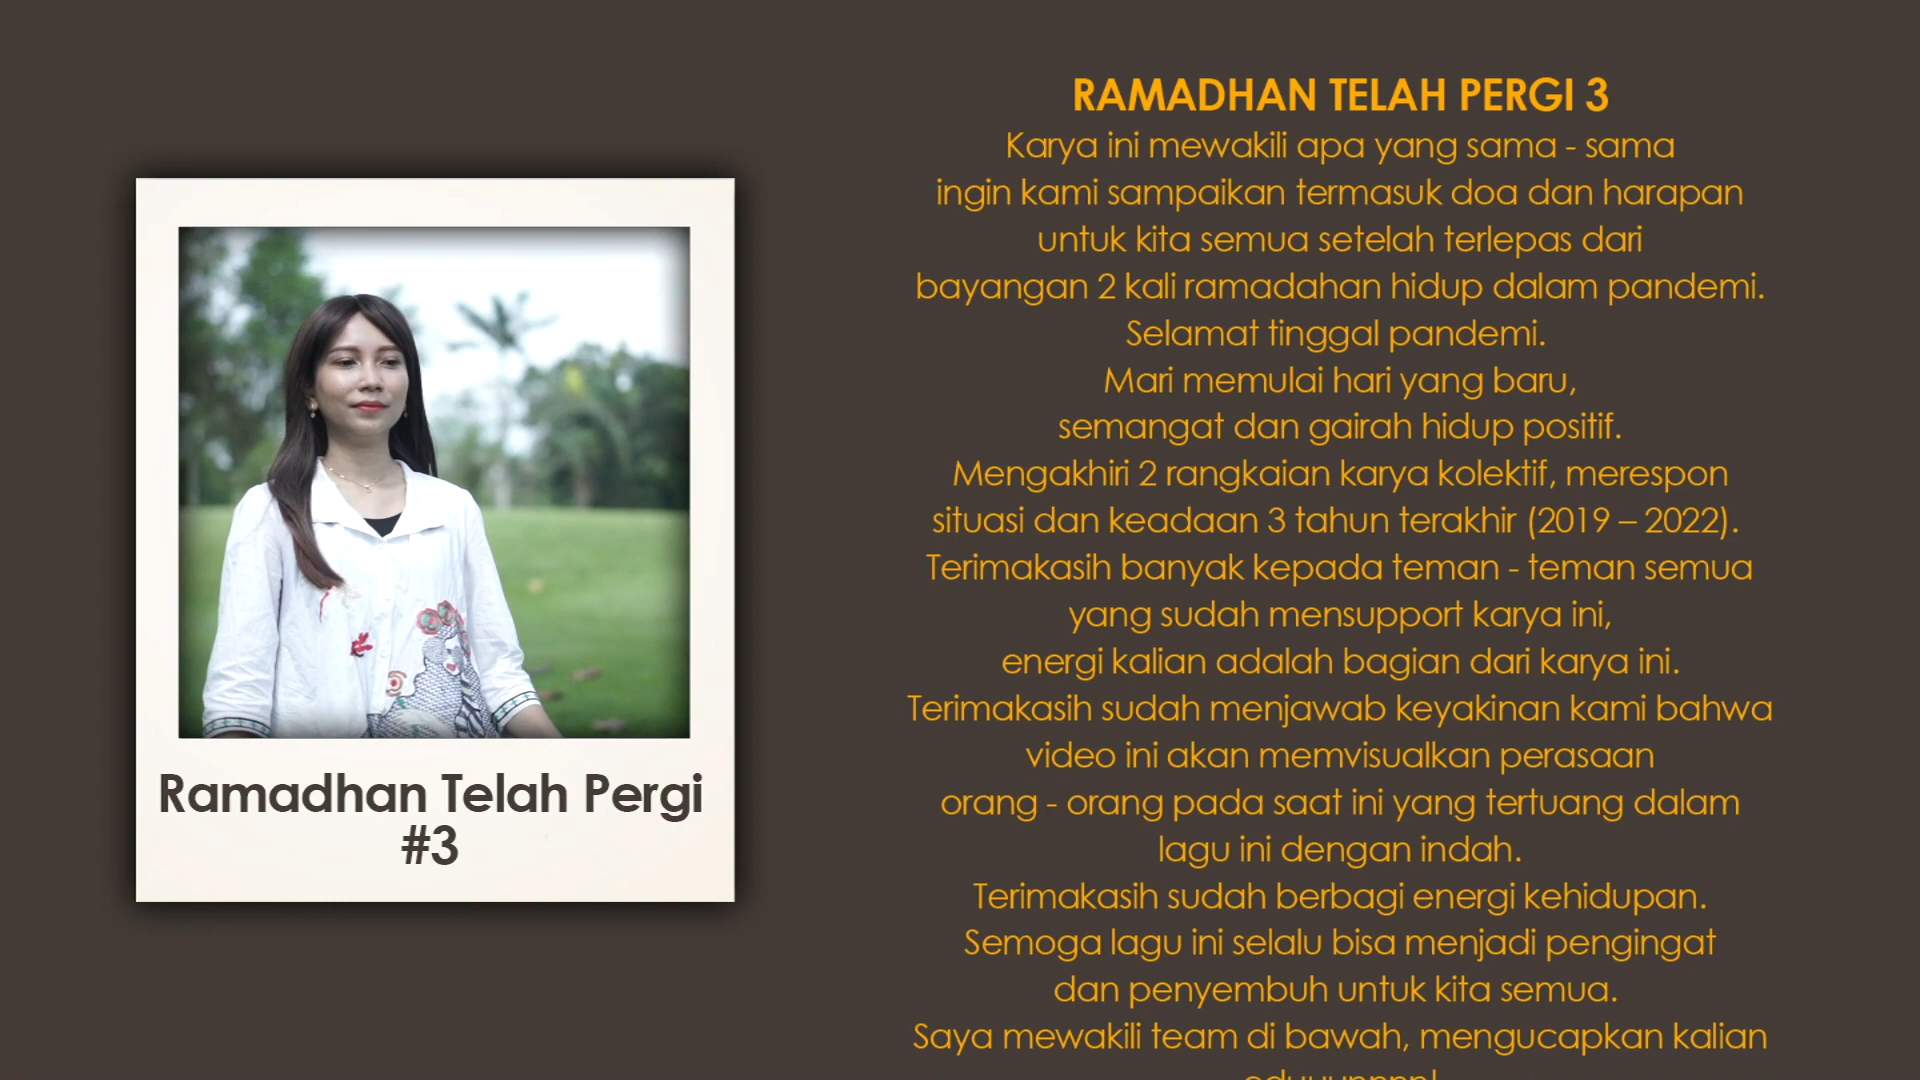 Ramadhan Telah Pergi
#3
RAMADHAN TELAH PERGI 3
Karya ini mewakili apa yang sama - sama
ingin kami sampaikan termasuk doa dan harapan
untuk kita semua setelah terlepas dari
bayangan 2 kali ramadahan hidup dalam pandemi.
Selamat tinggal pandemi.
Mari memulai hari yang baru,
semangat dan gairah hidup positif.
Mengakhiri 2 rangkaian karya kolektif, merespon
situasi dan keadaan 3 tahun terakhir (2019 – 2022).
Terimakasih banyak kepada teman - teman semua
yang sudah mensupport karya ini,
energi kalian adalah bagian dari karya ini.
Terimakasih sudah menjawab keyakinan kami bahwa
video ini akan memvisualkan perasaan
orang - orang pada saat ini yang tertuang dalam
lagu ini dengan indah.
Terimakasih sudah berbagi energi kehidupan.
Semoga lagu ini selalu bisa menjadi pengingat
dan penyembuh untuk kita semua.
Saya mewakili team di bawah, mengucapkan kalian